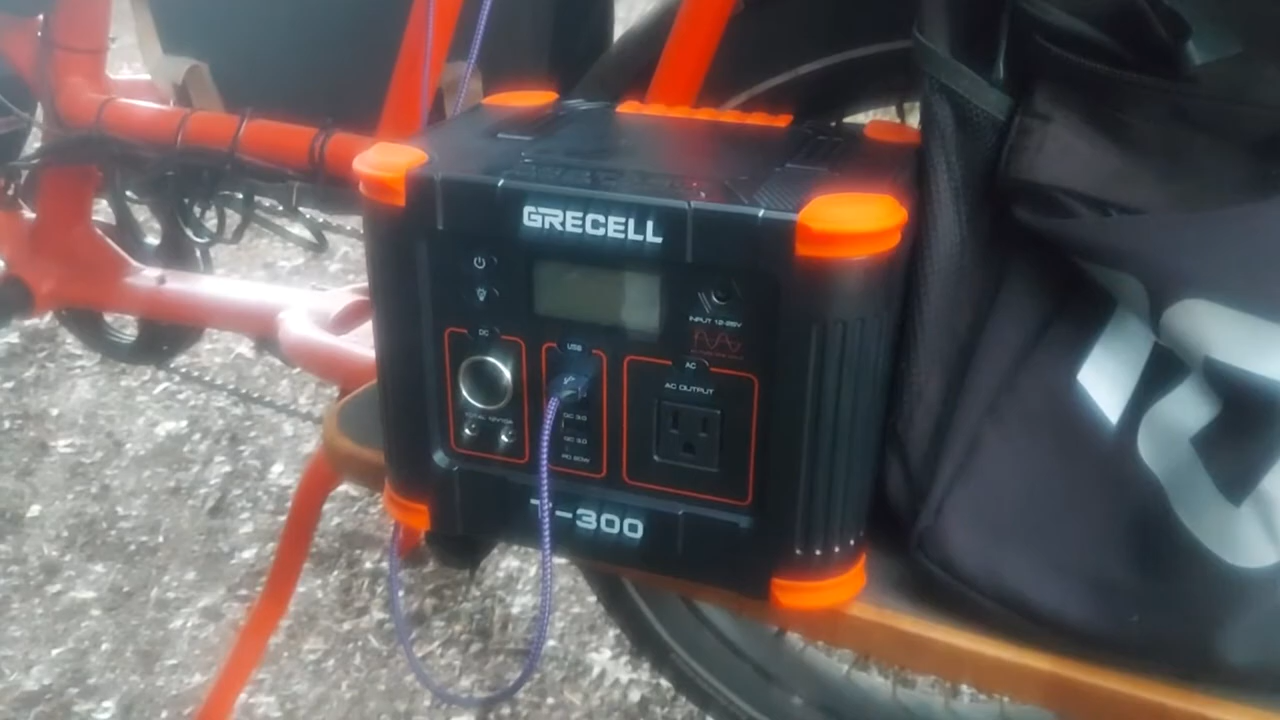 GRECELL
INPUT 12-25V
DC
USB
AC
AC OUTPUT
QC 3.0
QC 3.0
PD 60W
-300